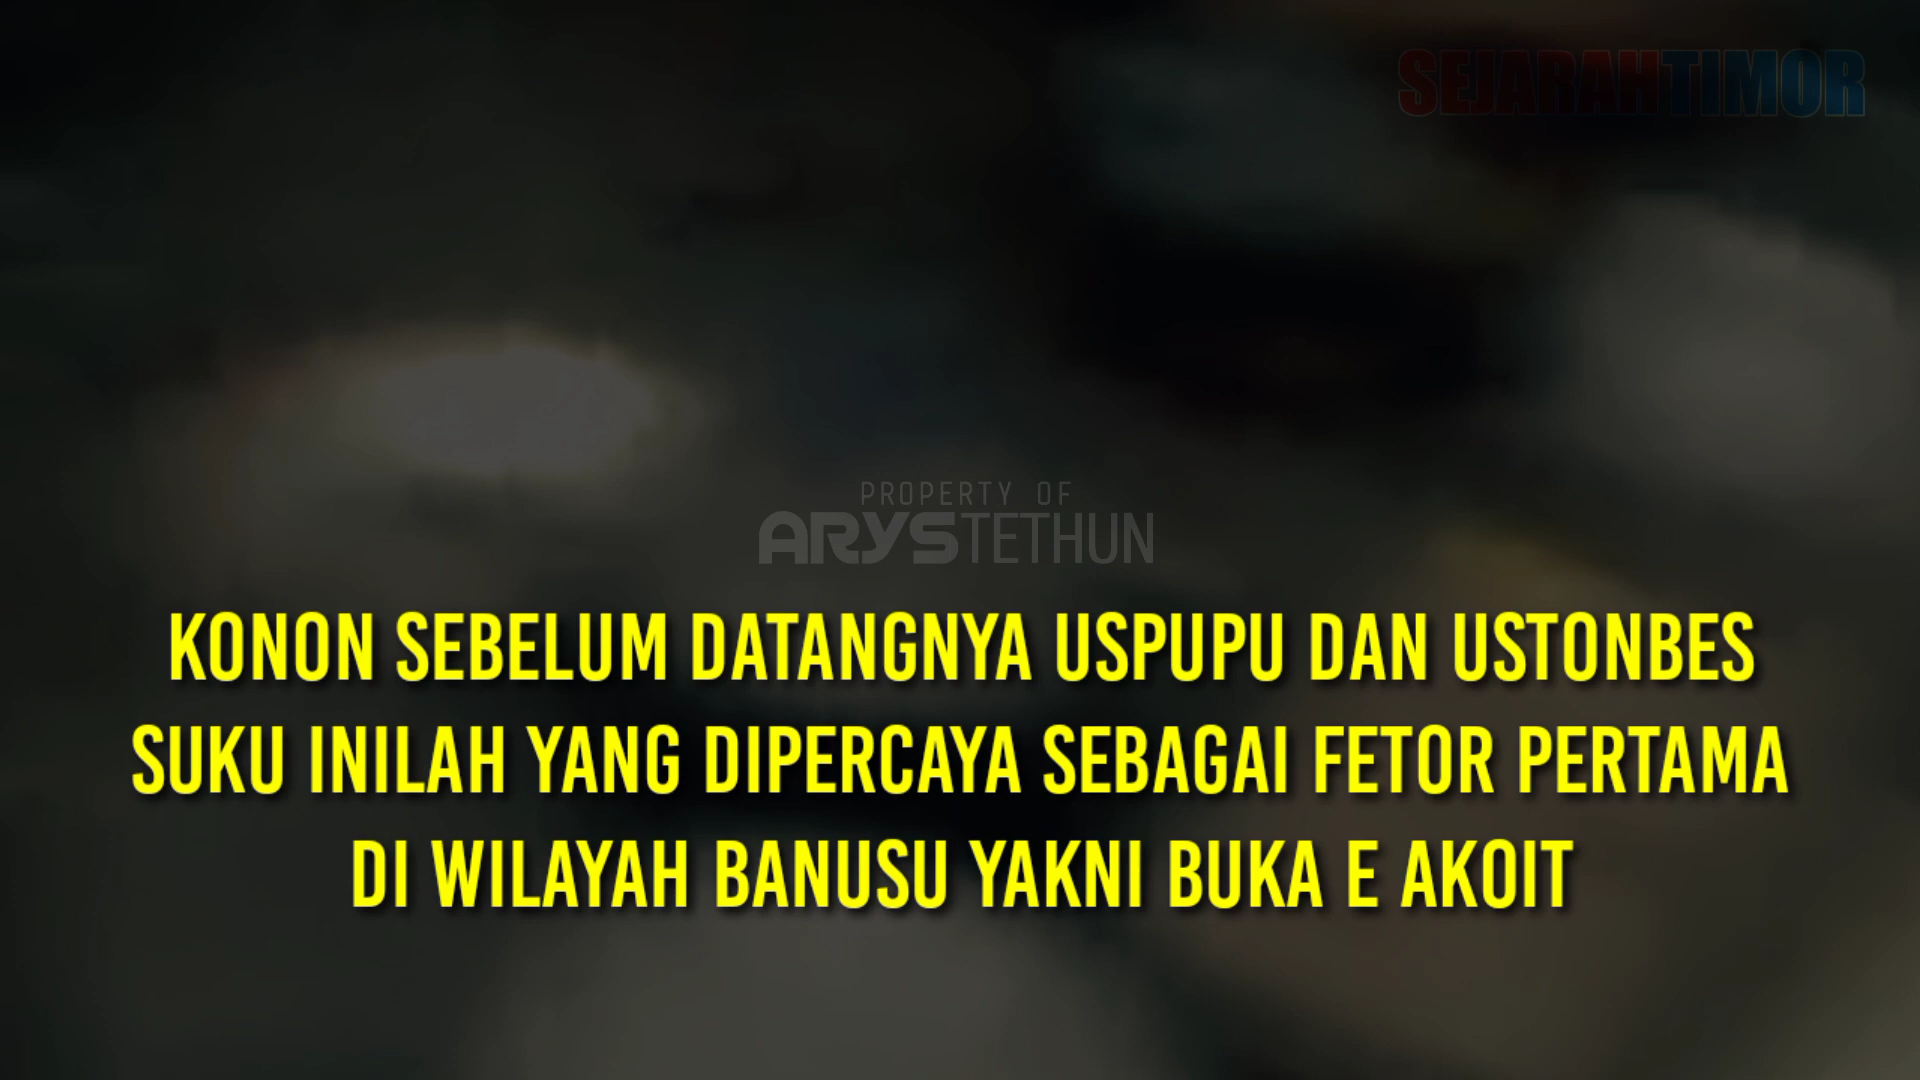 SEJARAHTIMOR
PROPERTY OF
ARYSTETHUN
KONON SEBELUM DATANGNYA USPUPU DAN USTONBES
SUKU INILAH YANG DIPERCAYA SEBAGAI FETOR PERTAMA
DI WILAYAH BANUSU YAKNI BUKA E AKOIT